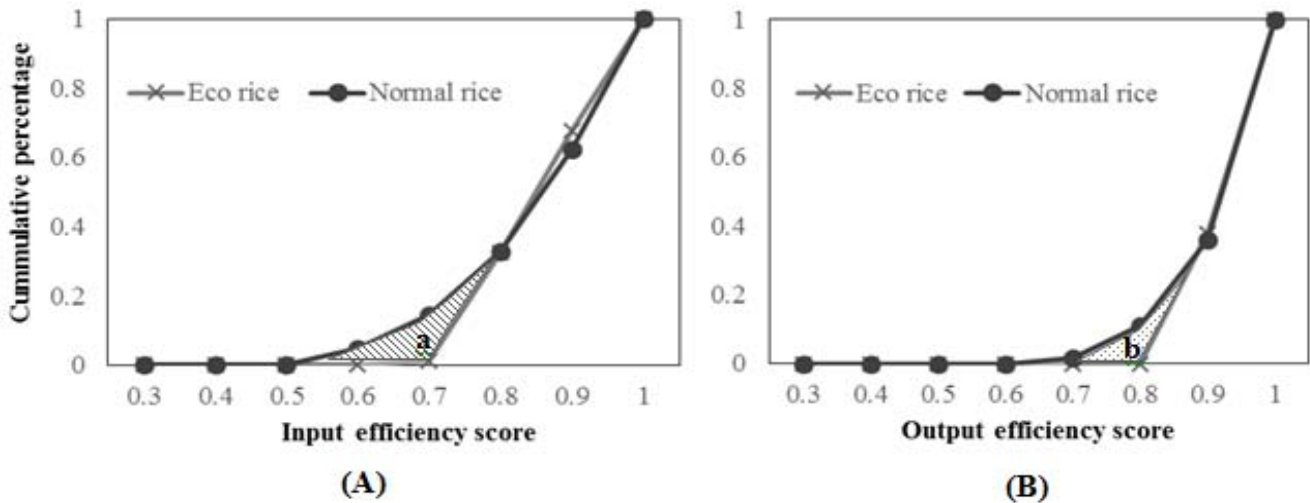 Cummulative percentage
1
0.8
0.6
0.4
0.2
0
Eco rice Normal rice
a
0.3 0.4 0.5 0.6 0.7 0.8 0.9 1
Input efficiency score
(A)
1
0.8
0.6
0.4
0.2
0
Eco rice Normal rice
b
0.3 0.4 0.5 0.6 0.7 0.8 0.9 1
Output efficiency score
(B)